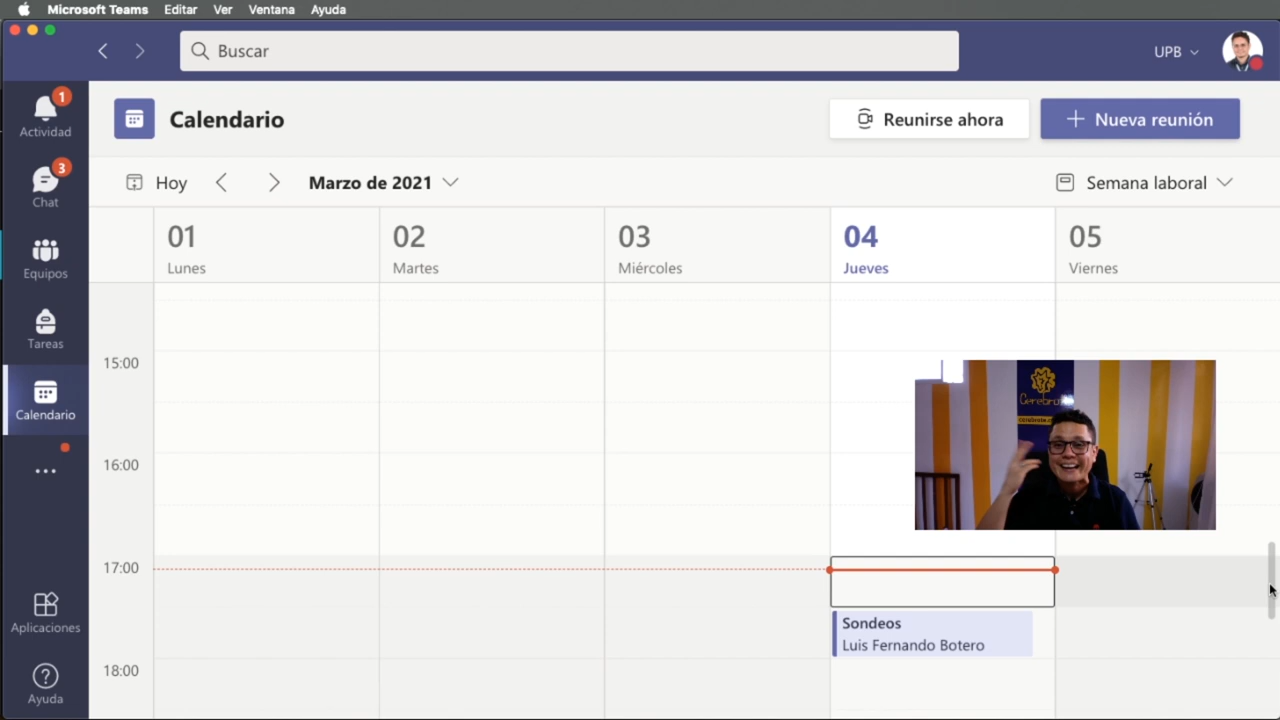 Microsoft Teams Editar Ver Ventana Ayuda
Buscar
UPB
1
Actividad
3
Chat
Equipos
Tareas
Calendario
Aplicaciones
Ayuda
Calendario
Reunirse ahora
Nueva reunión
Hoy
Marzo de 2021
Semana laboral
01
Lunes
02
Martes
03
Miércoles
04
Jueves
05
Viernes
15:00
16:00
17:00
18:00
Sondeos
Luis Fernando Botero